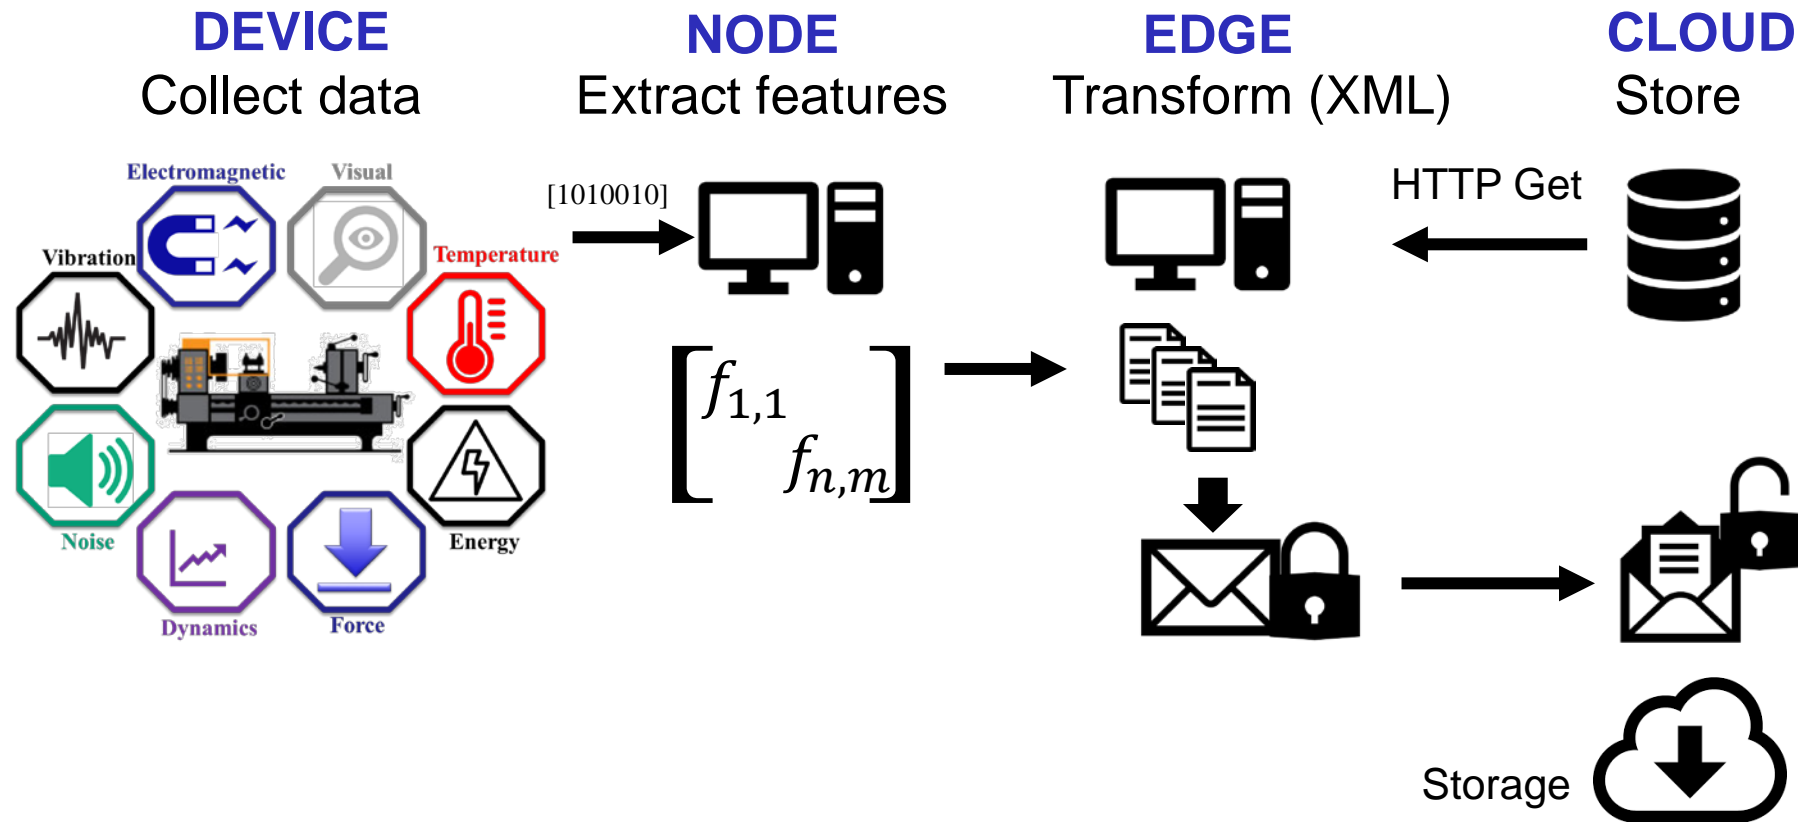 DEVICE
Collect data
NODE
Extract features
EDGE
Transform (XML)
CLOUD
Store
Electromagnetic
Visual
Vibration
Temperature
Noise
Energy
Dynamics
Force
[1010010]
f1,1
fn,m
HTTP Get
Storage